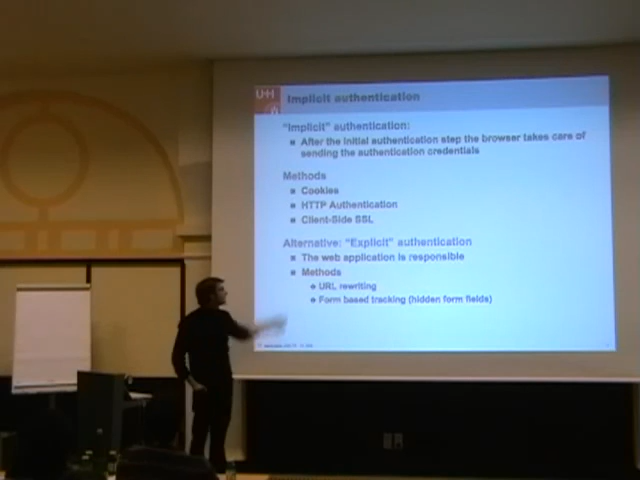 UH
Implicit authentication
"Implicit" authentication:
After the initial authentication step the browser takes care of
sending the authentication credentials
Methods
Cookies
HTTP Authentication
Client-Side SSL
Alternative: "Explicit" authentication
The web application is responsible
Methods
URL rewriting
Form based tracking (hidden form fields)